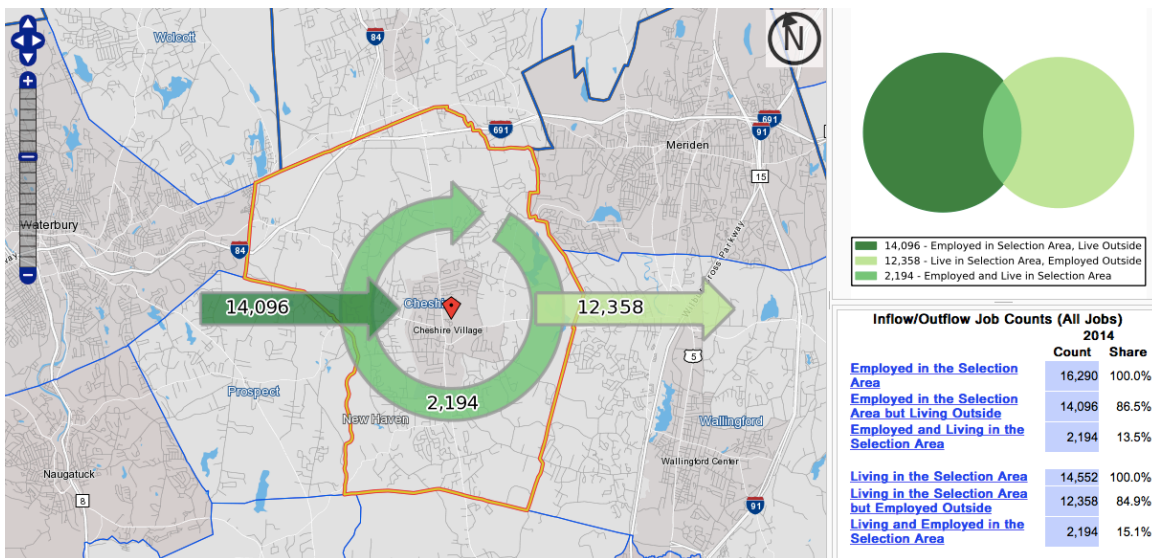 Wolcott
84
N
691
691
91
Meriden
15
Waterbury
84
14,096
Cheshi
12,358
Cheshire Village
5
Prospect
2,194
New Haven
Wallingford
Wallingford Center
Naugatuck
8
91
14,096 - Employed in Selection Area, Live Outside
12,358 - Live in Selection Area, Employed Outside
2,194 - Employed and Live in Selection Area
Inflow/Outflow Job Counts (All Jobs)
2014
Count Share
Employed in the Selection
Area 16,290 100.0%
Employed in the Selection
Area but Living Outside 14,096 86.5%
Employed and Living in the
Selection Area 2,194 13.5%
Living in the Selection Area 14,552 100.0%
Living in the Selection Area
but Employed Outside 12,358 84.9%
Living and Employed in the
Selection Area 2,194 15.1%